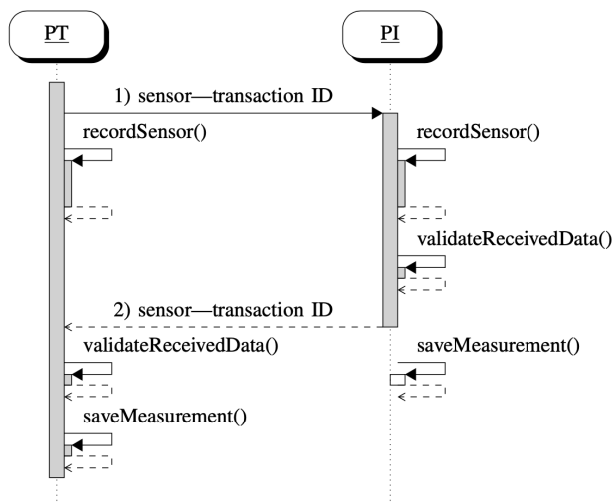 PT
PI
1) sensor—transaction ID
recordSensor()
recordSensor()
validateReceivedData()
2) sensor—transaction ID
validateReceivedData()
saveMeasurement()
saveMeasurement()